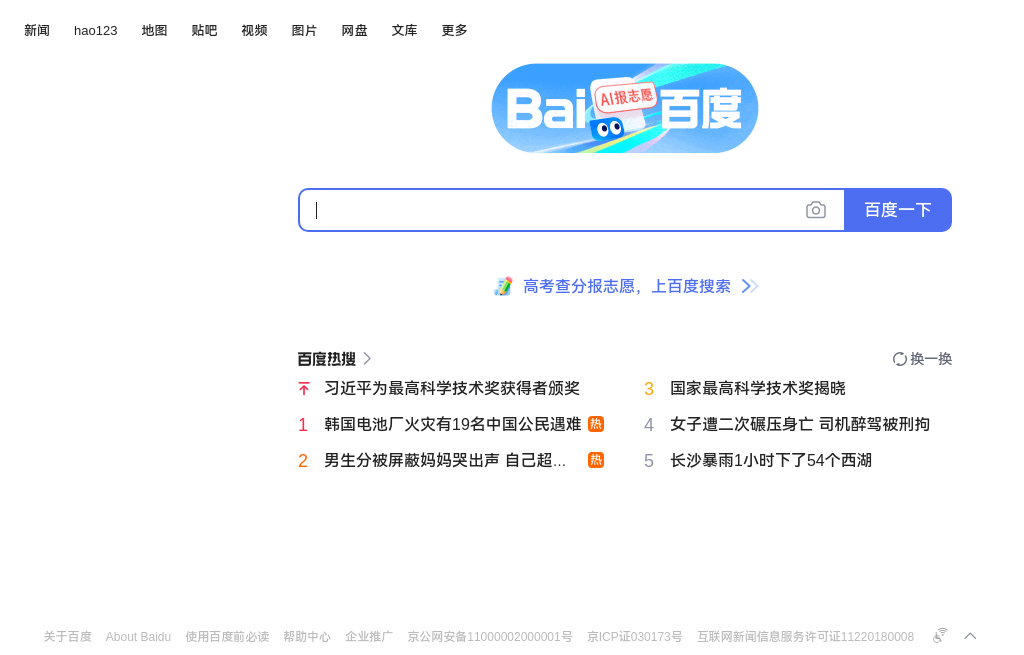 新闻 hao123 地图 贴吧 视频 图片 网盘 文库 更多
Bai AI报志愿 百度
百度一下
高考查分报志愿，上百度搜索
百度热搜 换一换
习近平为最高科学技术奖获得者颁奖
1 韩国电池厂火灾有19名中国公民遇难 热
2 男生分被屏蔽妈妈哭出声 自己超... 热
3 国家最高科学技术奖揭晓
4 女子遭二次碾压身亡 司机醉驾被刑拘
5 长沙暴雨1小时下了54个西湖
关于百度 About Baidu 使用百度前必读 帮助中心 企业推广 京公网安备11000002000001号 京ICP证030173号 互联网新闻信息服务许可证11220180008